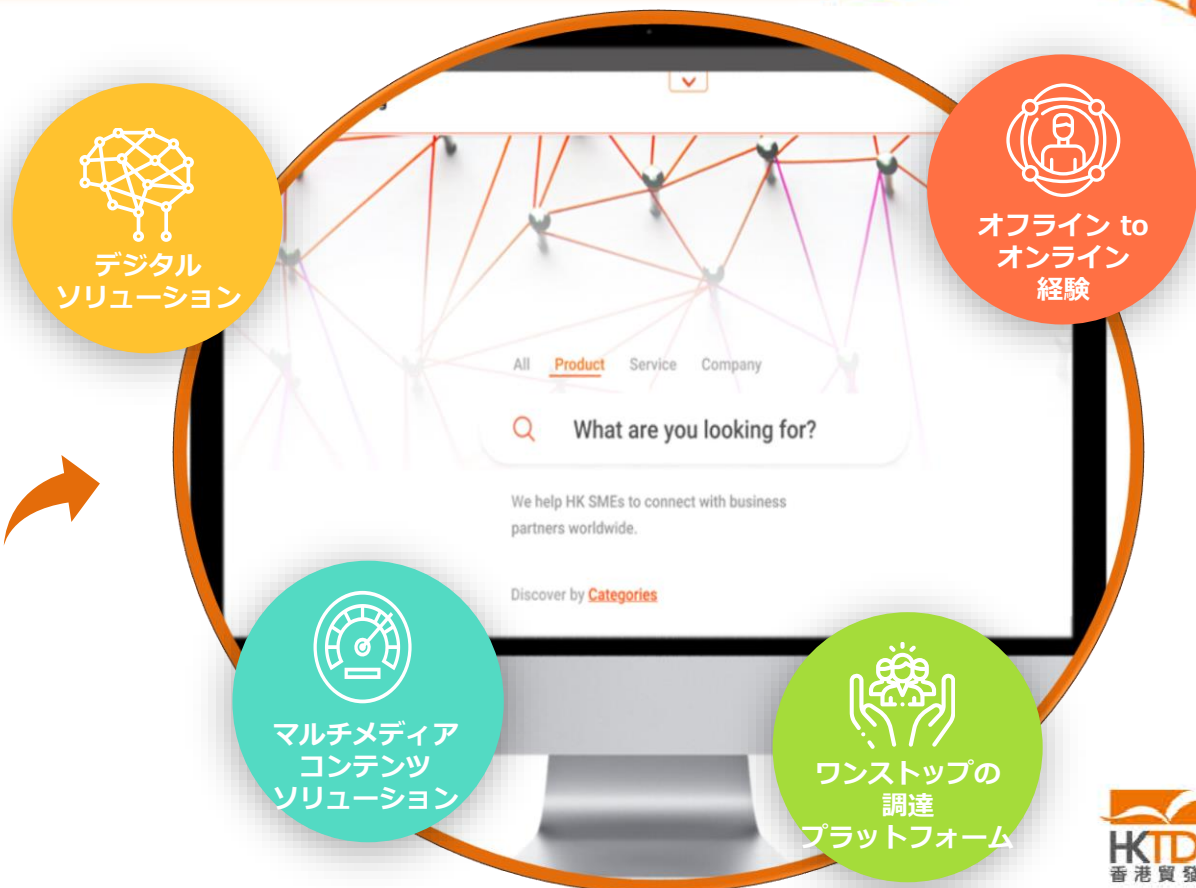 デジタル
ソリューション
オフライン to
オンライン
経験
All Product Service Company
What are you looking for?
We help HK SMEs to connect with business
partners worldwide.
Discover by Categories
マルチメディア
コンテンツ
ソリューション
ワンストップの
調達
プラットフォーム
HKTD
香港貿發